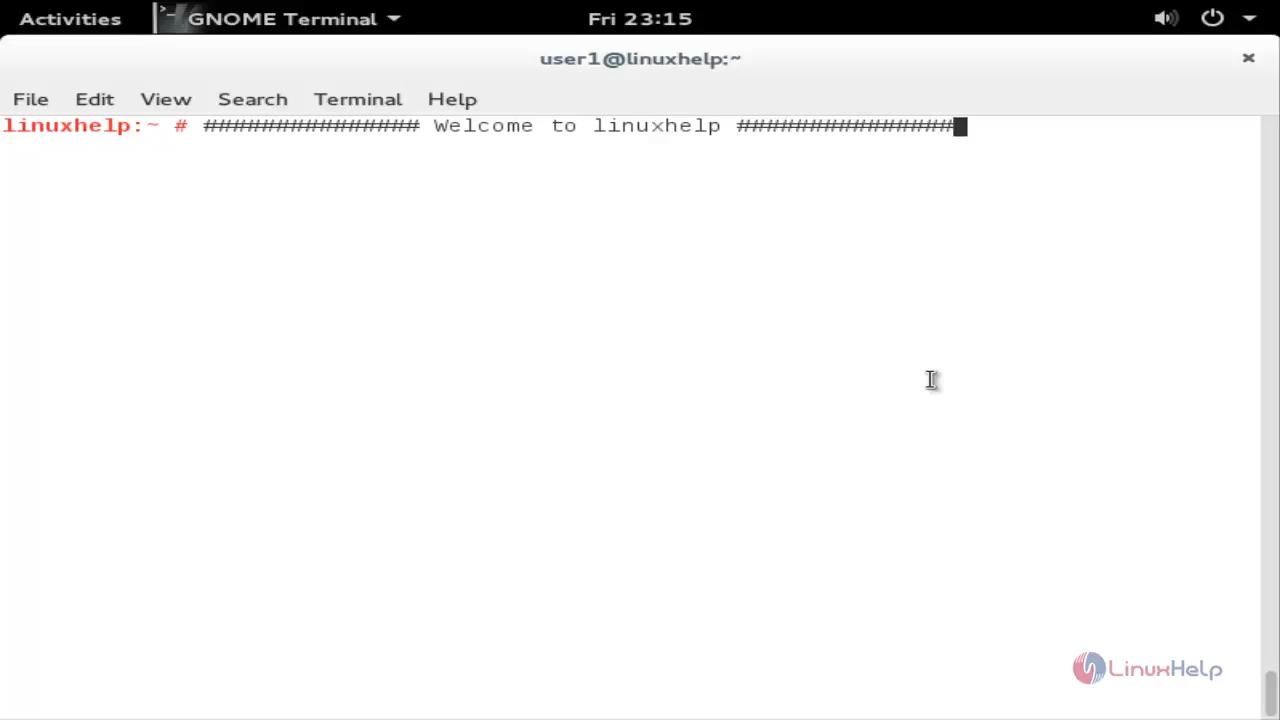 Activities GNOME Terminal Fri 23:15
user1@linuxhelp:~
File Edit View Search Terminal Help
linuxhelp:~ # ################## Welcome to linuxhelp ##################
LinuxHelp